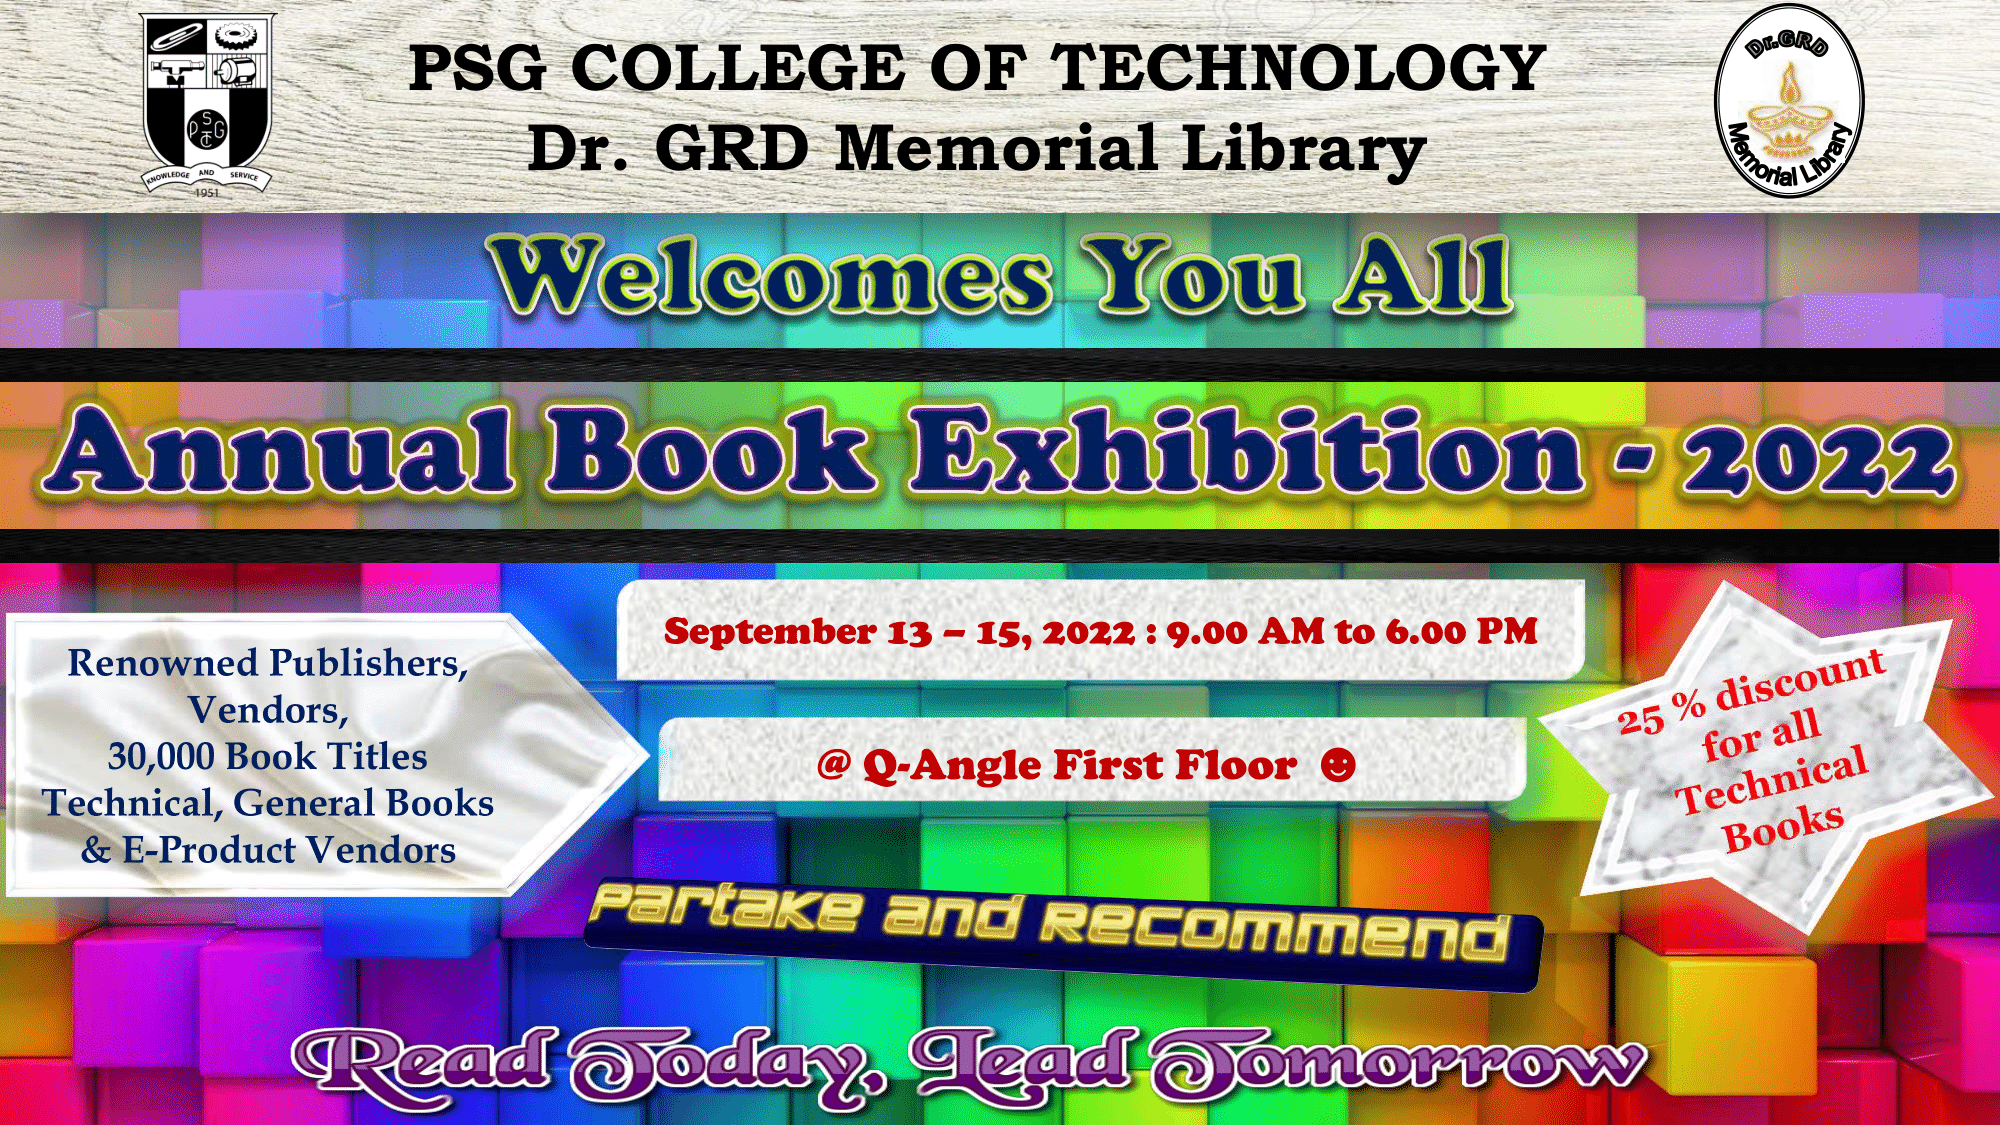 PSG COLLEGE OF TECHNOLOGY
Dr. GRD Memorial Library
PSG
TC
KNOWLEDGE AND SERVICE
1951
Dr.GRD
Memorial Library
Welcomes You All
Annual Book Exhibition - 2022
Renowned Publishers,
Vendors,
30,000 Book Titles
Technical, General Books
& E-Product Vendors
September 13 – 15, 2022 : 9.00 AM to 6.00 PM
@ Q-Angle First Floor ☻
25 % discount
for all
Technical
Books
Partake and Recommend
Read Today, Lead Tomorrow